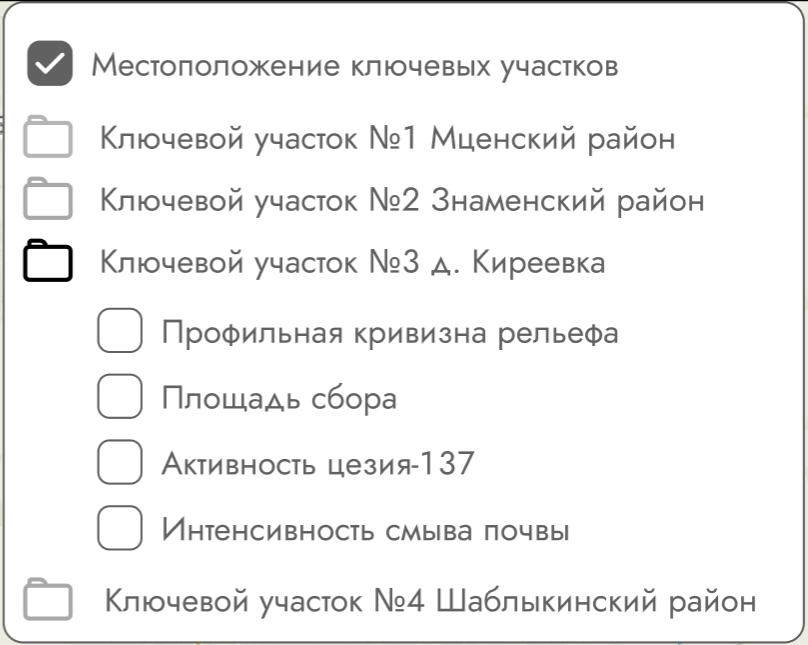 Местоположение ключевых участков
Ключевой участок №1 Мценский район
Ключевой участок №2 Знаменский район
Ключевой участок №3 д. Киреевка
Профильная кривизна рельефа
Площадь сбора
Активность цезия-137
Интенсивность смыва почвы
Ключевой участок №4 Шаблыкинский район